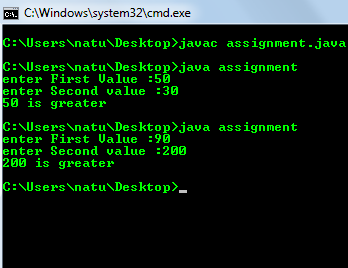 C:\Windows\system32\cmd.exe
C:\Users\natu\Desktop>javac assignment.java
C:\Users\natu\Desktop>java assignment
enter First Value :50
enter Second value :30
50 is greater
C:\Users\natu\Desktop>java assignment
enter First Value :90
enter Second value :200
200 is greater
C:\Users\natu\Desktop>_